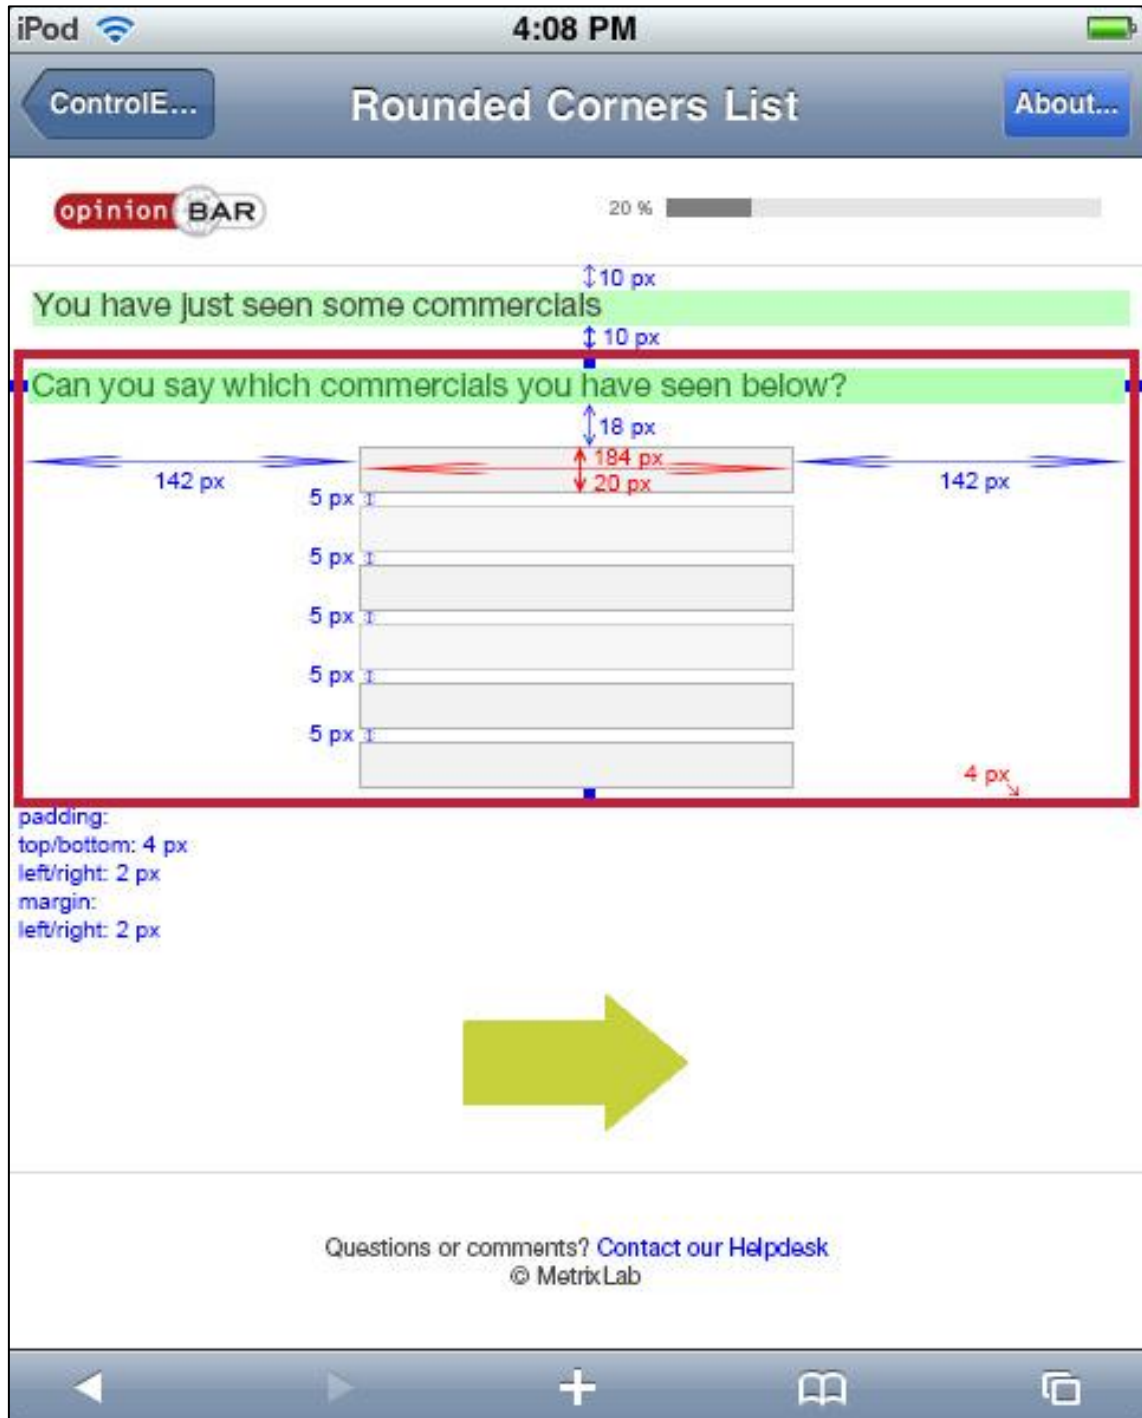 iPod 4:08 PM
ControlE... Rounded Corners List About...
opinion BAR 20 %
10 px
You have just seen some commercials
10 px
Can you say which commercials you have seen below?
18 px
184 px
142 px 20 px 142 px
5 px
5 px
5 px
5 px
5 px
4 px
padding:
top/bottom: 4 px
left/right: 2 px
margin:
left/right: 2 px
Questions or comments? Contact our Helpdesk
© MetrixLab